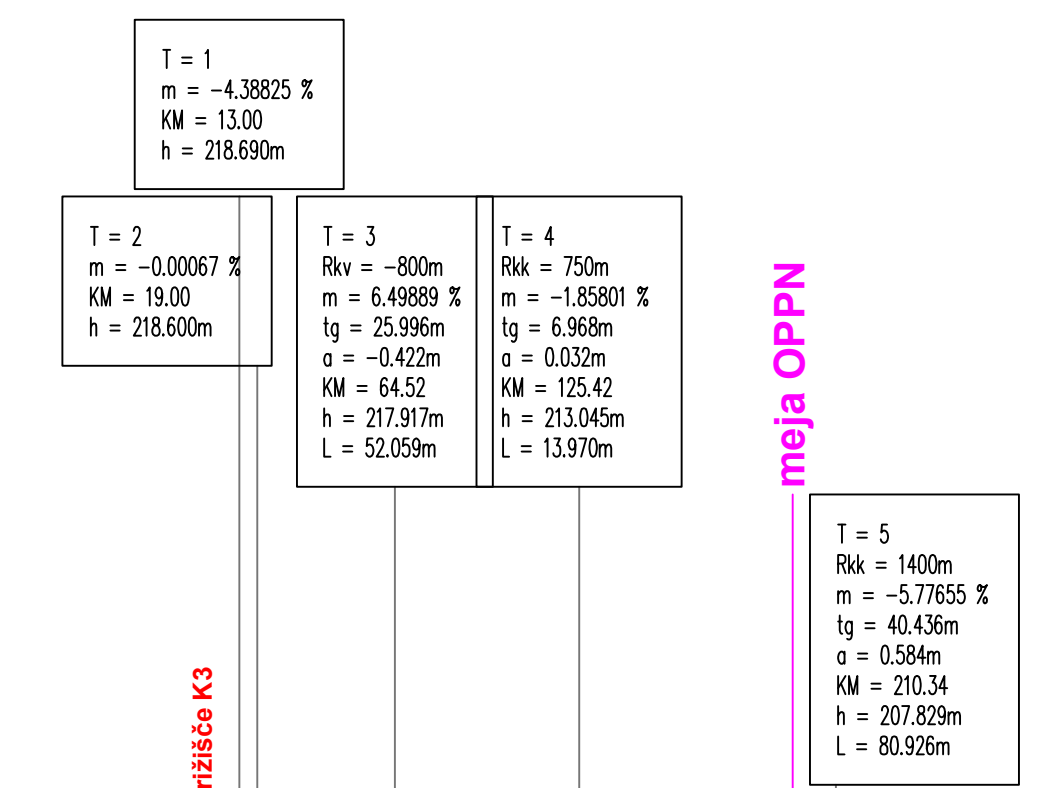 T = 1
m = -4.38825 %
KM = 13.00
h = 218.690m
T = 2
m = -0.00067 %
KM = 19.00
h = 218.600m
T = 3
Rkv = -800m
m = 6.49889 %
tg = 25.996m
a = -0.422m
KM = 64.52
h = 217.917m
L = 52.059m
T = 4
Rkk = 750m
m = -1.85801 %
tg = 6.968m
a = 0.032m
KM = 125.42
h = 213.045m
L = 13.970m
meja OPPN
T = 5
Rkk = 1400m
m = -5.77655 %
tg = 40.436m
a = 0.584m
KM = 210.34
h = 207.829m
L = 80.926m
rižišče K3